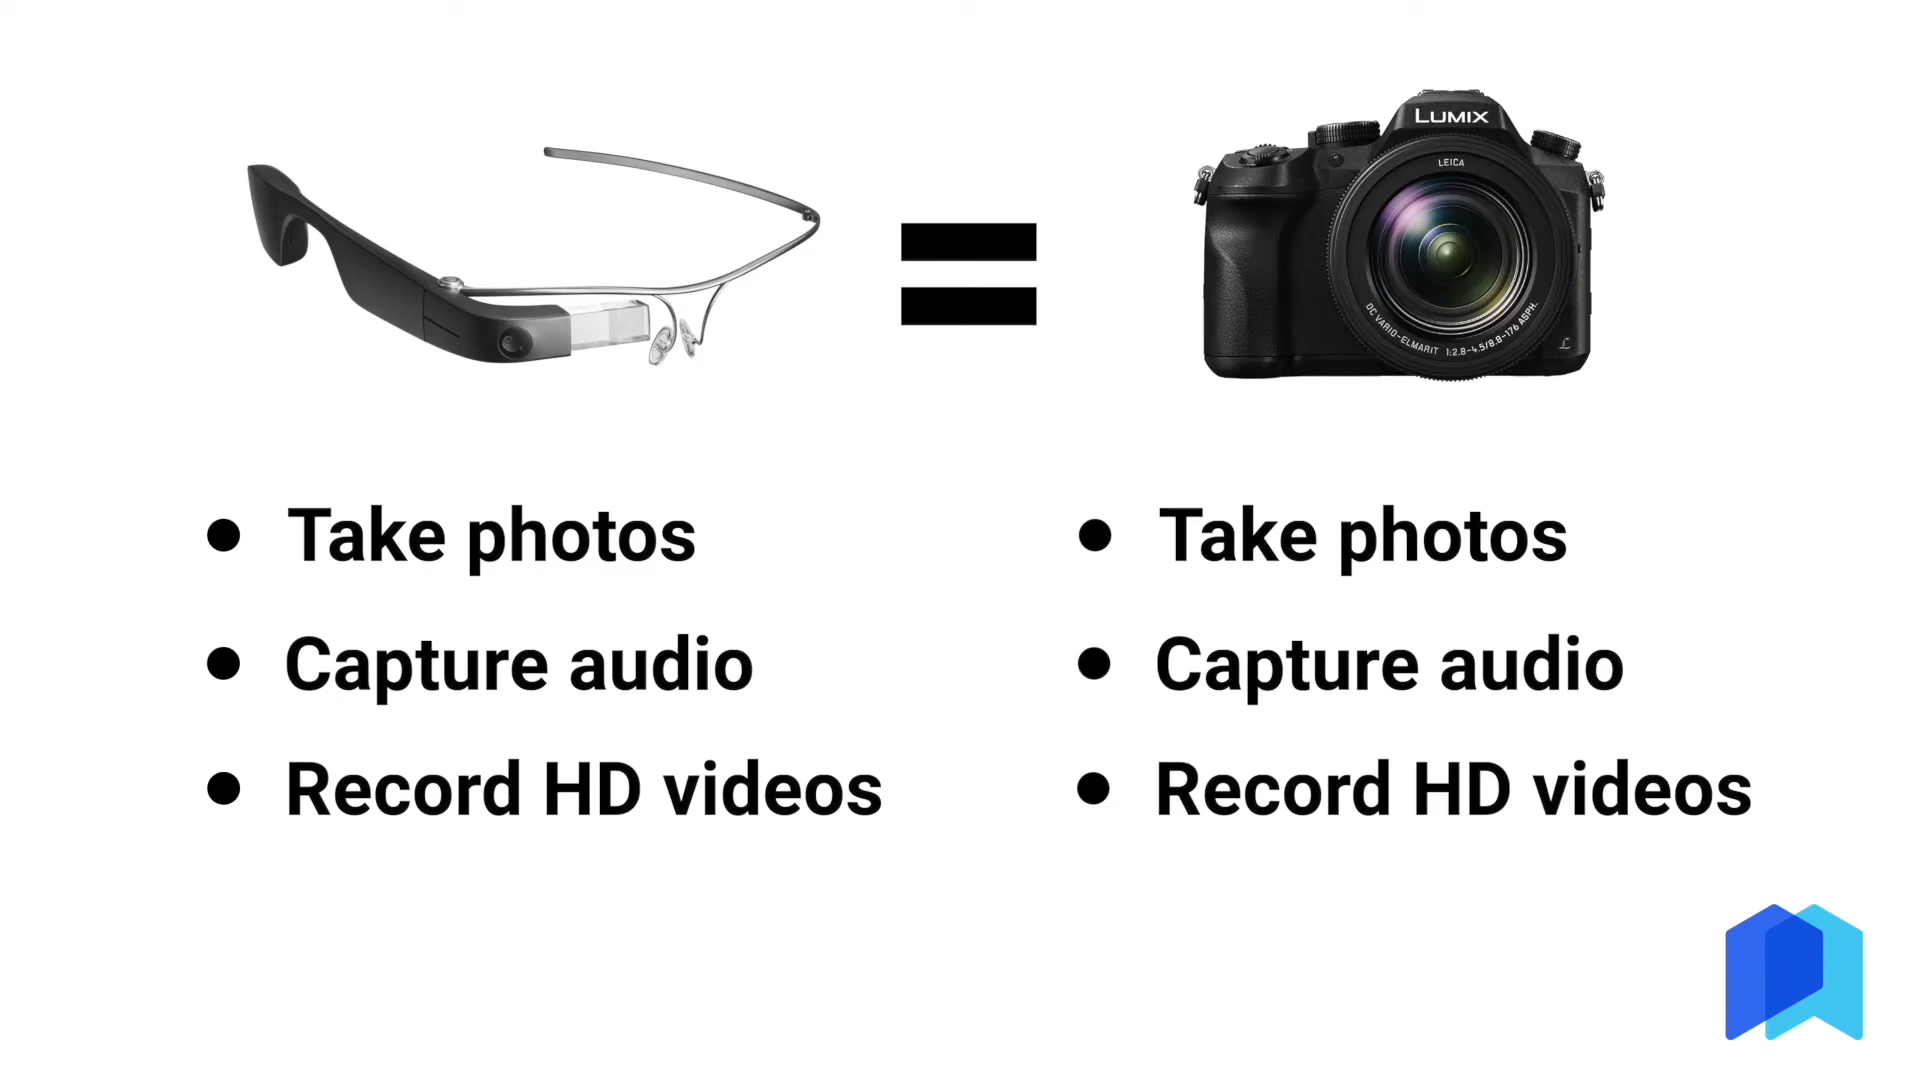 LUMIX
LEICA
DC VARIO-ELMARIT 1:2.8-4.5/8.8-176 ASPH.
Take photos
Capture audio
Record HD videos
Take photos
Capture audio
Record HD videos